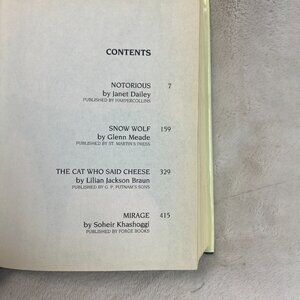 CONTENTS
NOTORIOUS 7
by Janet Dailey
PUBLISHED BY HARPERCOLLINS
SNOW WOLF 159
by Glenn Meade
PUBLISHED BY ST. MARTIN'S PRESS
THE CAT WHO SAID CHEESE 329
by Lilian Jackson Braun
PUBLISHED BY G. P. PUTNAM'S SONS
MIRAGE 415
by Soheir Khashoggi
PUBLISHED BY FORGE BOOKS